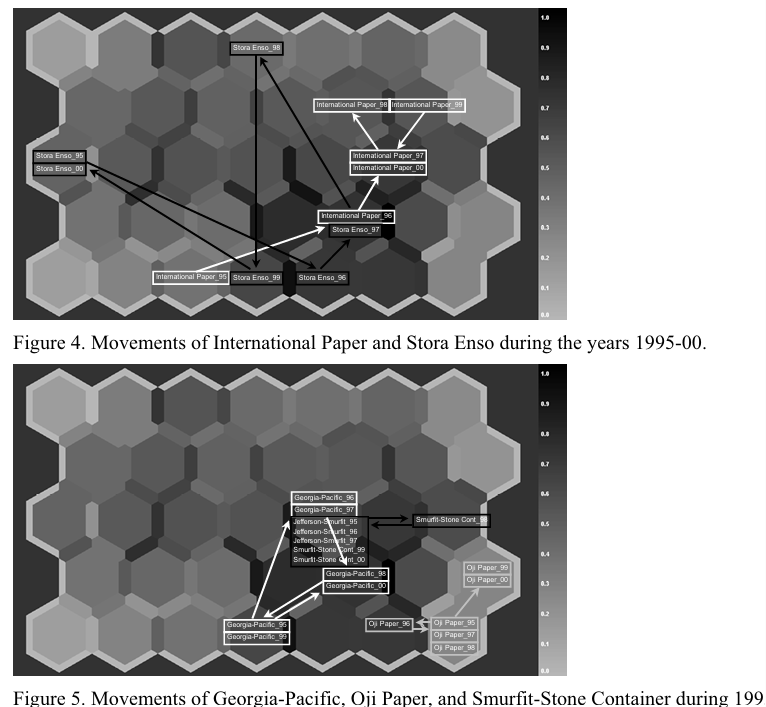 1.0
Stora Enso_98
0.9
0.8
International Paper_98 International Paper_99
0.7
0.6
Stora Enso_95 International Paper_97
Stora Enso_00 International Paper_00
0.5
0.4
International Paper_96
Stora Enso_97
0.3
0.2
International Paper_95 Stora Enso_99 Stora Enso_96
0.1
0.0
Figure 4. Movements of International Paper and Stora Enso during the years 1995-00.
1.0
0.9
0.8
0.7
0.6
Georgia-Pacific_96
Georgia-Pacific_97
Jefferson-Smurfit_95 Smurfit-Stone Cont_98
0.5
Jefferson-Smurfit_96
Jefferson-Smurfit_97
Smurfit-Stone Cont_99
Smurfit-Stone Cont_00
0.4
Georgia-Pacific_98 Oji Paper_99
Georgia-Pacific_00 Oji Paper_00
0.3
0.2
Georgia-Pacific_95 Oji Paper_96 Oji Paper_95
Georgia-Pacific_99 Oji Paper_97
Oji Paper_98
0.1
0.0
Figure 5. Movements of Georgia-Pacific, Oji Paper, and Smurfit-Stone Container during 199